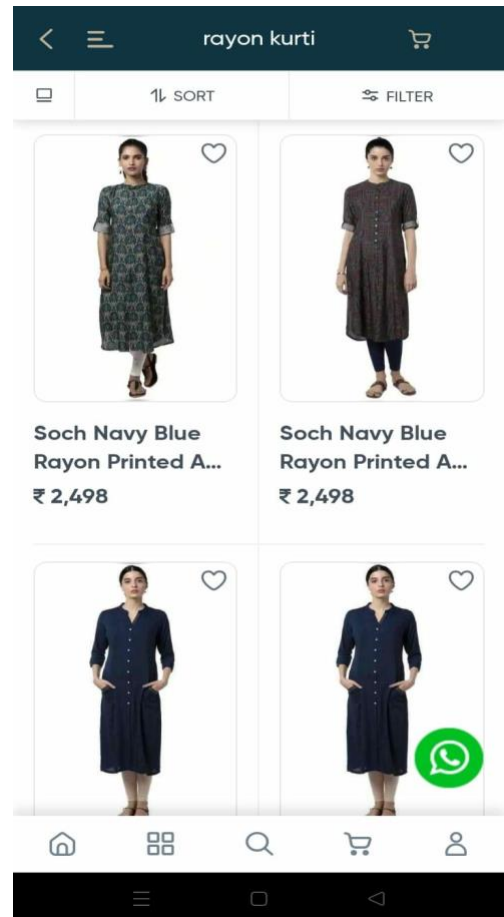 rayon kurti
SORT
FILTER
Soch Navy Blue
Rayon Printed A...
₹ 2,498
Soch Navy Blue
Rayon Printed A...
₹ 2,498